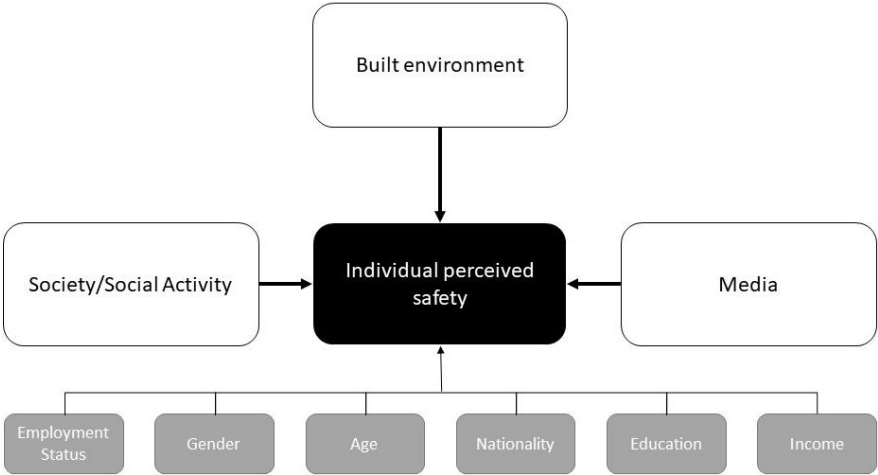 Built environment
Society/Social Activity
Individual perceived
safety
Media
Employment
Status
Gender
Age
Nationality
Education
Income